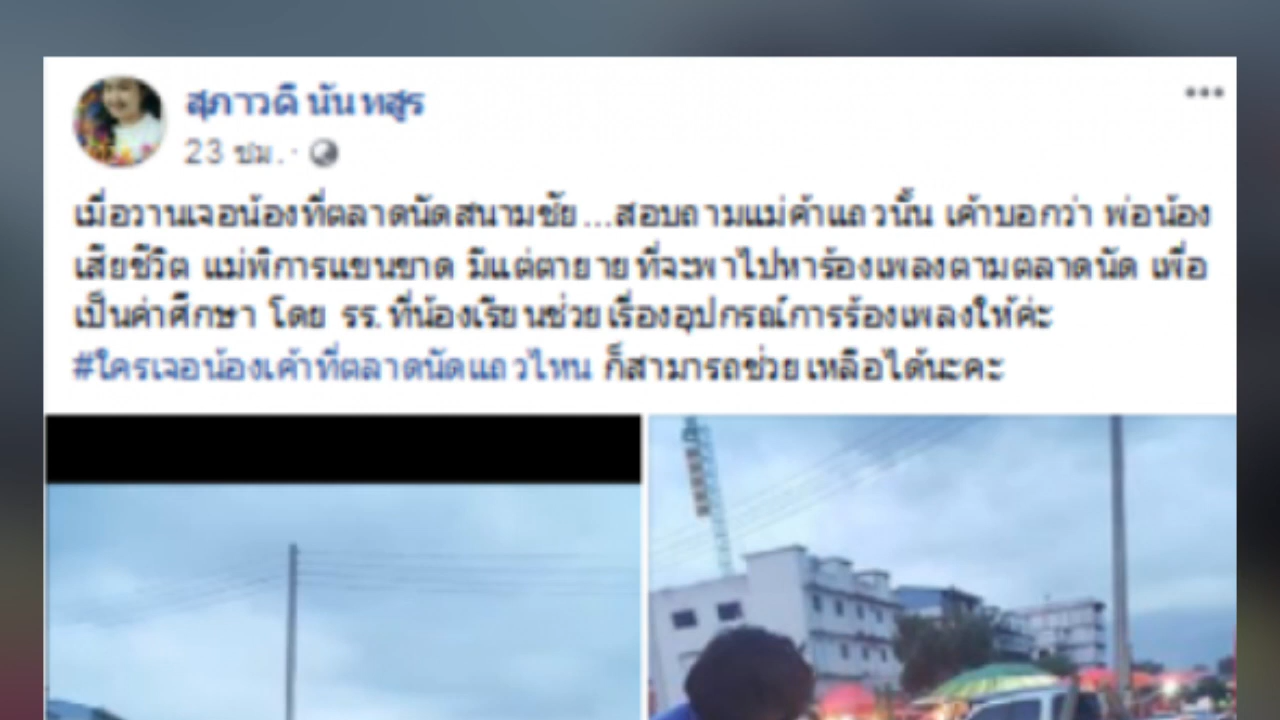 สุภาวดี นันทสูร
23 ชม. ·
เมื่อวานเจอน้องที่ตลาดนัดสนามชัย...สอบถามแม่ค้าแถวนั้น เค้าบอกว่า พ่อน้อง
เสียชีวิต แม่พิการแขนขาด มีแต่ตายาย ที่จะพาไปหาร้องเพลงตามตลาดนัด เพื่อ
เป็นค่าศึกษา โดย รร. ที่น้องเรียนช่วยเรื่องอุปกรณ์การร้องเพลงให้ค่ะ
#ใครเจอน้องเค้าที่ตลาดนัดแถวไหน ก็สามารถช่วยเหลือได้นะคะ